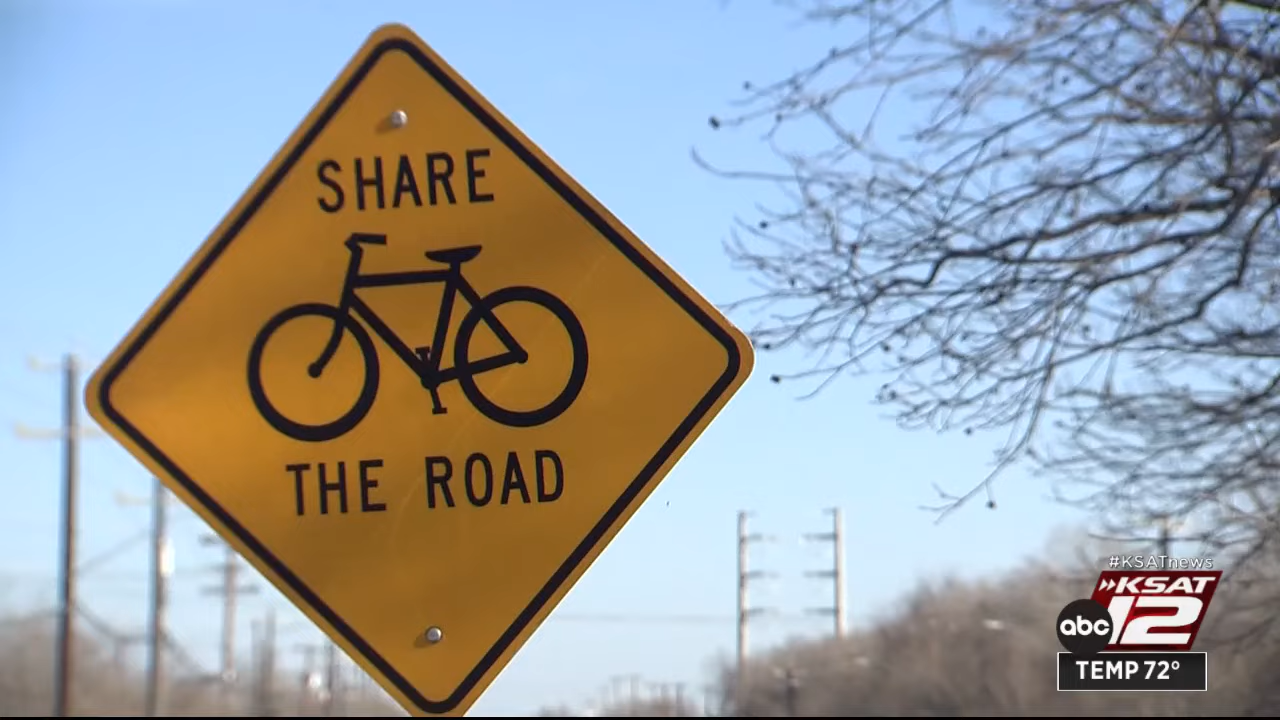 SHARE
THE ROAD
#KSATnews
KSAT
abc 12
TEMP 72°